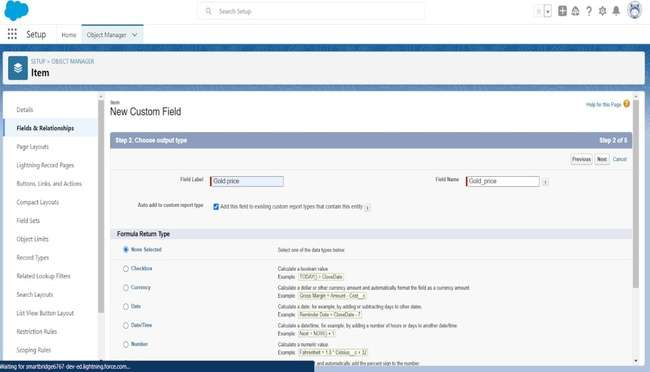 Search Setup
Setup
Home
Object Manager
SETUP > OBJECT MANAGER
Item
Details
Fields & Relationships
Page Layouts
Lightning Record Pages
Buttons, Links, and Actions
Compact Layouts
Field Sets
Object Limits
Record Types
Related Lookup Filters
Search Layouts
List View Button Layout
Restriction Rules
Scoping Rules
Item
New Custom Field
Help for this Page
Step 2. Choose output type
Step 2 of 5
Previous Next Cancel
Field Label Gold price
Field Name Gold_price
Auto add to custom report type Add this field to existing custom report types that contain this entity
Formula Return Type
None Selected Select one of the data types below.
Checkbox Calculate a boolean value
Example: TODAY() > CloseDate
Currency Calculate a dollar or other currency amount and automatically format the field as a currency amount.
Example: Gross Margin = Amount - Cost__c
Date Calculate a date, for example, by adding or subtracting days to other dates.
Example: Reminder Date = CloseDate - 7
Date/Time Calculate a date/time, for example, by adding a number of hours or days to another date/time.
Example: Next = NOW() + 1
Number Calculate a numeric value.
Example: Fahrenheit = 1.8 * Celsius__c + 32
and automatically add the percent sign to the number.
Waiting for smartbridge6767-dev-ed.lightning.force.com...